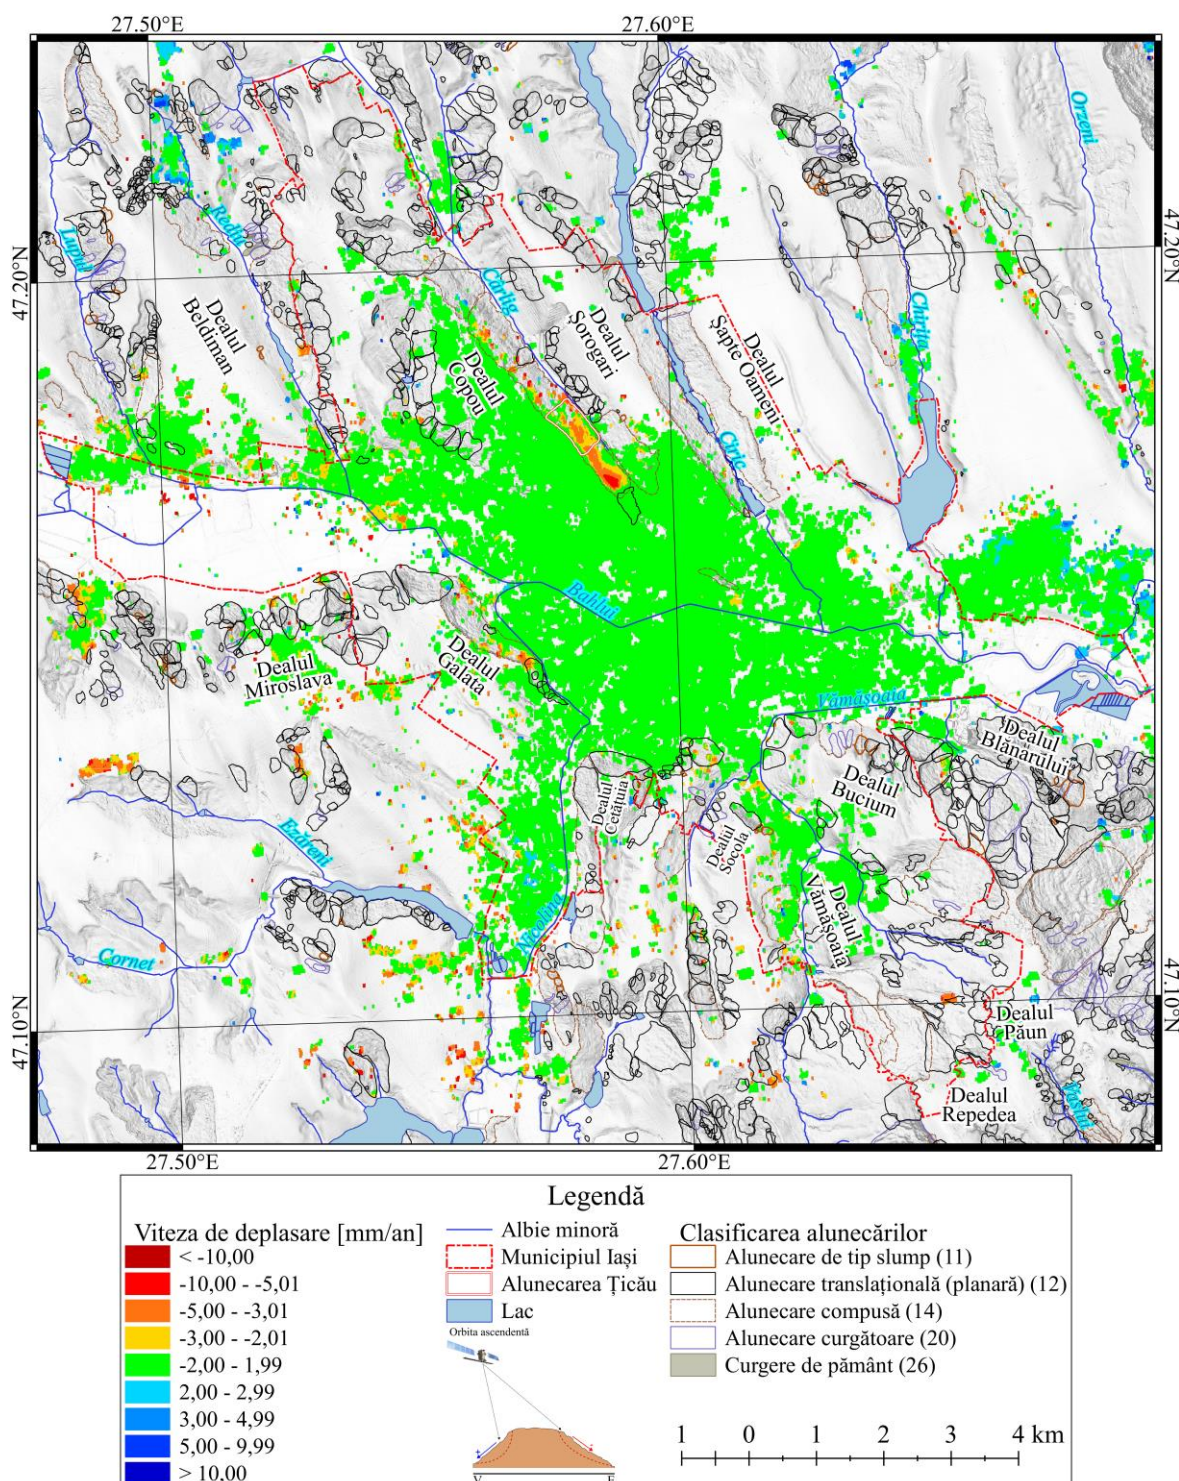 27.50°E
27.60°E
Orzeni
Lupul
Rediu
47.20°N
47.20°N
Cârlig
Chirița
Dealul
Beldiman
Dealul
Șorogari
Dealul
Șapte Oameni
Dealul
Copou
Ciric
Bahlui
Dealul
Miroslava
Dealul
Galata
Vămășoaia
Dealul
Blânarului
Dealul
Bucium
Dealul
Cetățuia
Dealul
Socola
Ezăreni
Dealul
Vămășoaia
Nicolina
Cornet
47.10°N
47.10°N
Dealul
Păun
Dealul
Repedea
27.50°E
27.60°E
Legendă
Viteza de deplasare [mm/an]
< -10,00
-10,00 - -5,01
-5,00 - -3,01
-3,00 - -2,01
-2,00 - 1,99
2,00 - 2,99
3,00 - 4,99
5,00 - 9,99
> 10,00
Albie minoră
Municipiul Iași
Alunecarea Țicău
Lac
Orbita ascendentă
V
E
Clasificarea alunecărilor
Alunecare de tip slump (11)
Alunecare translațională (planară) (12)
Alunecare compusă (14)
Alunecare curgătoare (20)
Curgere de pământ (26)
1 0 1 2 3 4 km